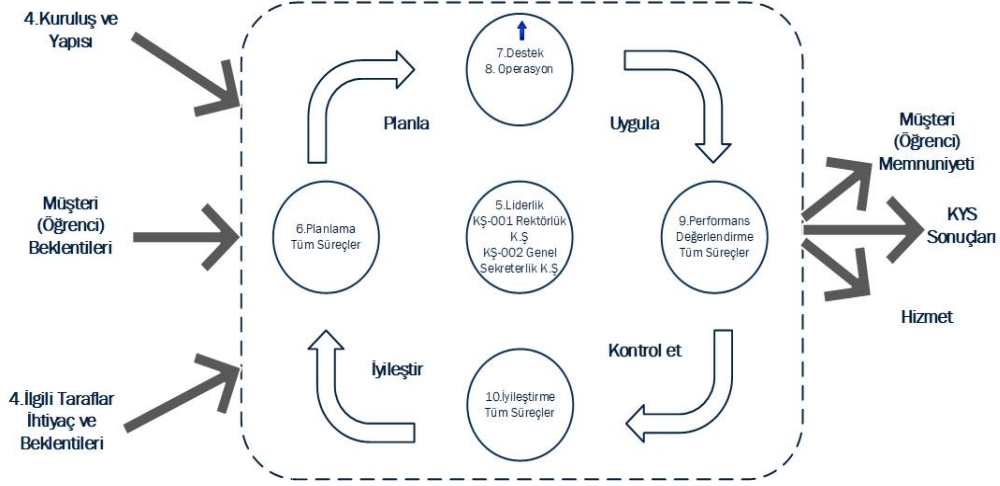 4.Kuruluş ve
Yapısı
7.Destek
8. Operasyon
Planla
Uygula
Müşteri
(Öğrenci)
Memnuniyeti
Müşteri
(Öğrenci)
Beklentileri
6.Planlama
Tüm Süreçler
5.Liderlik
KŞ-001 Rektörlük
K.Ş
KŞ-002 Genel
Sekreterlik K.Ş
9.Performans
Değerlendirme
Tüm Süreçler
KYS
Sonuçları
Hizmet
İyileştir
Kontrol et
4.İlgili Taraflar
İhtiyaç ve
Beklentileri
10.İyileştirme
Tüm Süreçler